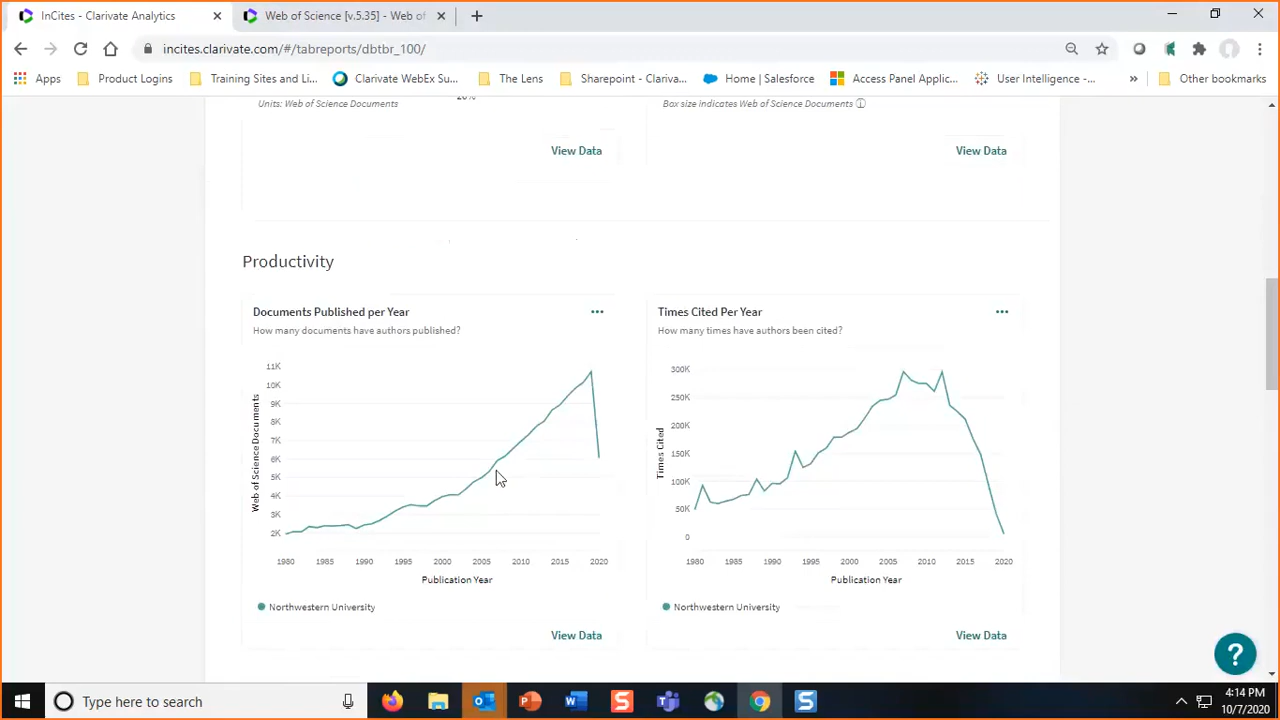 InCites - Clarivate Analytics
Web of Science [v.5.35] - Web of
incites.clarivate.com/#/tabreports/dbtbr_100/
Apps
Product Logins
Training Sites and Li...
Clarivate WebEx Su...
The Lens
Sharepoint - Clariva...
Home | Salesforce
Access Panel Applic...
User Intelligence -...
»
Other bookmarks
Units: Web of Science Documents
20%
Box size indicates Web of Science Documents
View Data
View Data
Productivity
Documents Published per Year
How many documents have authors published?
11K
10K
9K
8K
7K
6K
5K
4K
3K
2K
Web of Science Documents
1980 1985 1990 1995 2000 2005 2010 2015 2020
Publication Year
Northwestern University
View Data
Times Cited Per Year
How many times have authors been cited?
300K
250K
200K
150K
100K
50K
0
Times Cited
1980 1985 1990 1995 2000 2005 2010 2015 2020
Publication Year
Northwestern University
View Data
?
Type here to search
4:14 PM
10/7/2020